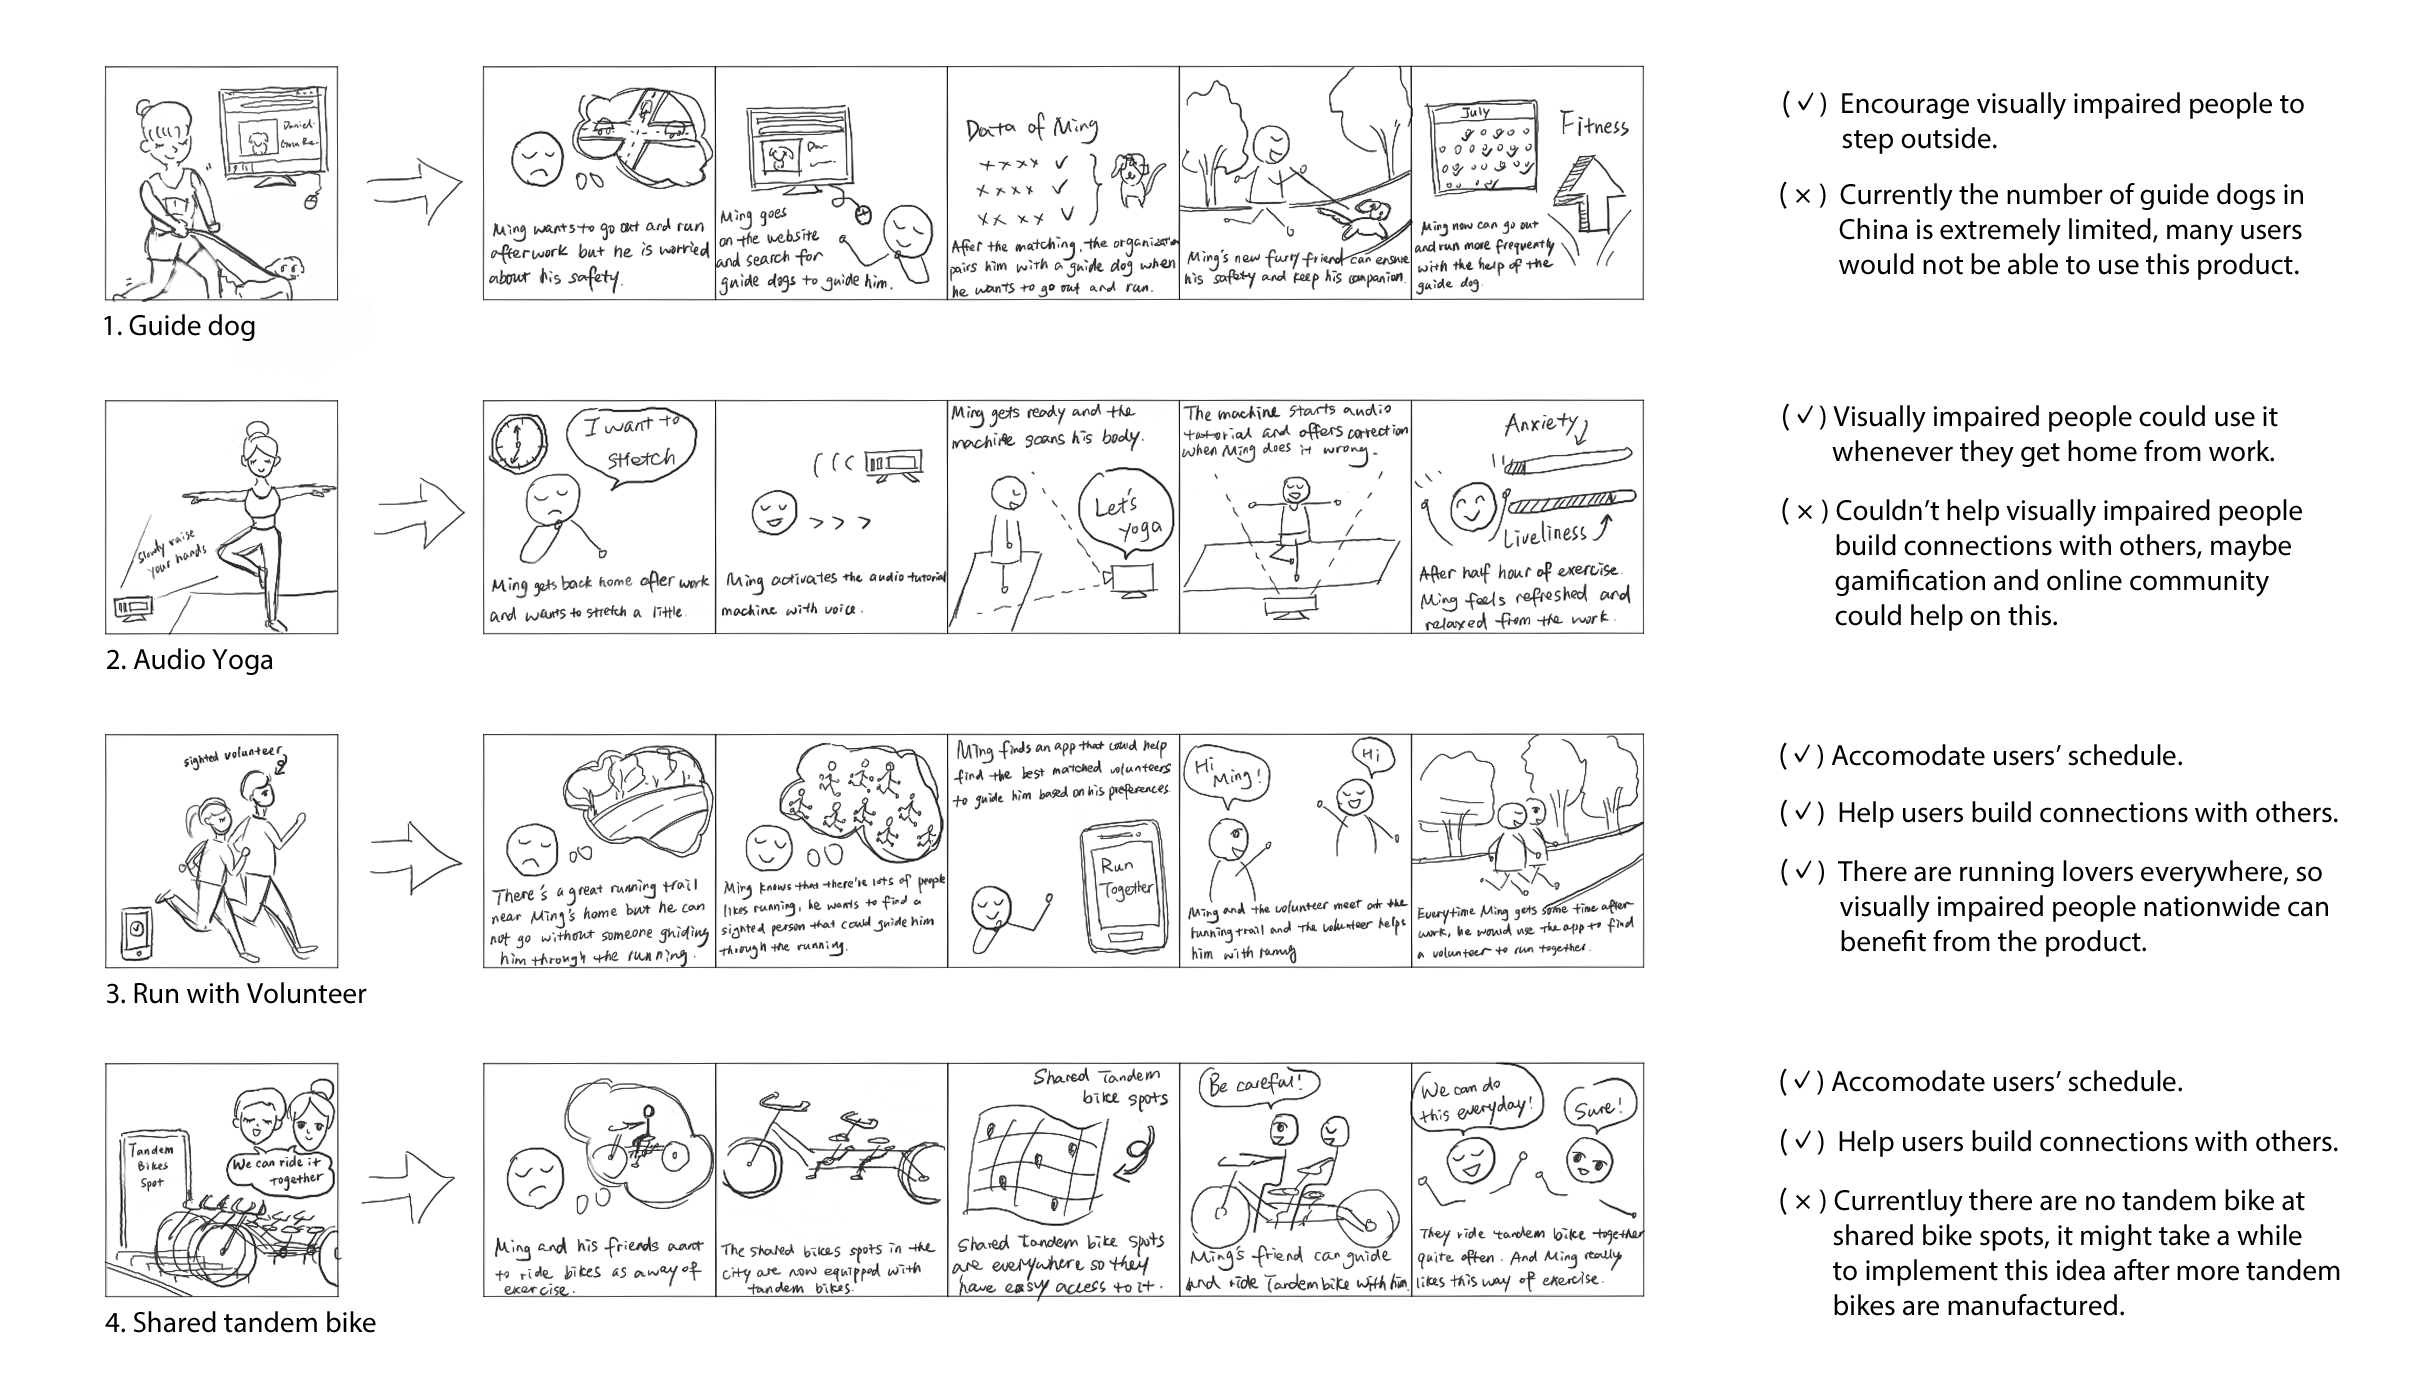 Daniel
July
Fitness
Data of Ming
x x x x ✓
x x x x ✓
x x x x ✓
Ming wants to go out and run
afterwork but he is worried
about his safety.
Ming goes
on the website
and search for
guide dogs to guide him.
After the matching, the organization
pairs him with a guide dog when
he wants to go out and run.
Ming's new furry friend can ensure
his safety and keep his companion.
Ming now can go out
and run more frequently
with the help of the
guide dog.
1. Guide dog
(✓) Encourage visually impaired people to
step outside.
(×) Currently the number of guide dogs in
China is extremely limited, many users
would not be able to use this product.
slowly raise
your hands
I want to
stretch
Ming gets back home after work
and wants to stretch a little.
Ming activates the audio tutorial
machine with voice.
Ming gets ready and the
machine scans his body.
Let's
yoga
The machine starts audio
tutorial and offers correction
when Ming does it wrong.
Anxiety
Liveliness
After half hour of exercise
Ming feels refreshed and
relaxed from the work.
2. Audio Yoga
(✓) Visually impaired people could use it
whenever they get home from work.
(×) Couldn't help visually impaired people
build connections with others, maybe
gamification and online community
could help on this.
sighted volunteer
There's a great running trail
near Ming's home but he can
not go without someone guiding
him through the running.
Ming knows that there're lots of people
likes running, he wants to find a
sighted person that could guide him
through the running.
Ming finds an app that could help
find the best matched volunteers
to guide him based on his preferences.
Run
Together
Hi
Ming!
Hi
Ming and the volunteer meet at the
running trail and the volunteer helps
him with
Everytime Ming gets some time after
work, he would use the app to find
a volunteer to run together.
3. Run with Volunteer
(✓) Accomodate users' schedule.
(✓) Help users build connections with others.
(✓) There are running lovers everywhere, so
visually impaired people nationwide can
benefit from the product.
Tandem
Bikes
Spot
We can ride it
together
Ming and his friends want
to ride bikes as a way of
exercise.
The shared bikes spots in the
city are now equipped with
tandem bikes.
Shared Tandem
bike spots
Shared Tandem bike spots
are everywhere so they
have easy access to it.
Be careful!
Ming's friend can guide
and ride Tandem bike with him.
We can do
this everyday!
Sure!
They ride tandem bike together
quite often. And Ming really
likes this way of exercise.
4. Shared tandem bike
(✓) Accomodate users' schedule.
(✓) Help users build connections with others.
(×) Currentluy there are no tandem bike at
shared bike spots, it might take a while
to implement this idea after more tandem
bikes are manufactured.